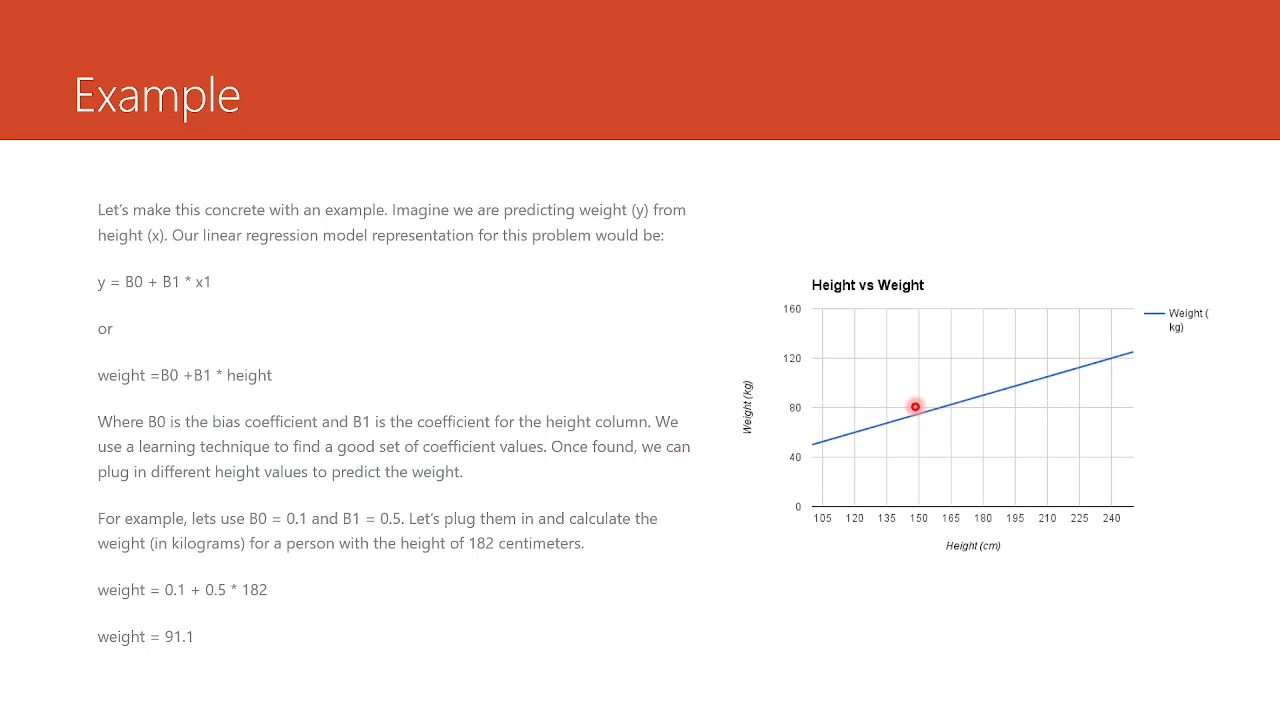 Example
Let's make this concrete with an example. Imagine we are predicting weight (y) from
height (x). Our linear regression model representation for this problem would be:
y = B0 + B1 * x1
or
weight =B0 +B1 * height
Where B0 is the bias coefficient and B1 is the coefficient for the height column. We
use a learning technique to find a good set of coefficient values. Once found, we can
plug in different height values to predict the weight.
For example, lets use B0 = 0.1 and B1 = 0.5. Let's plug them in and calculate the
weight (in kilograms) for a person with the height of 182 centimeters.
weight = 0.1 + 0.5 * 182
weight = 91.1
Height vs Weight
160
120
80
40
0
Weight (kg)
105 120 135 150 165 180 195 210 225 240
Height (cm)
Weight (
kg)